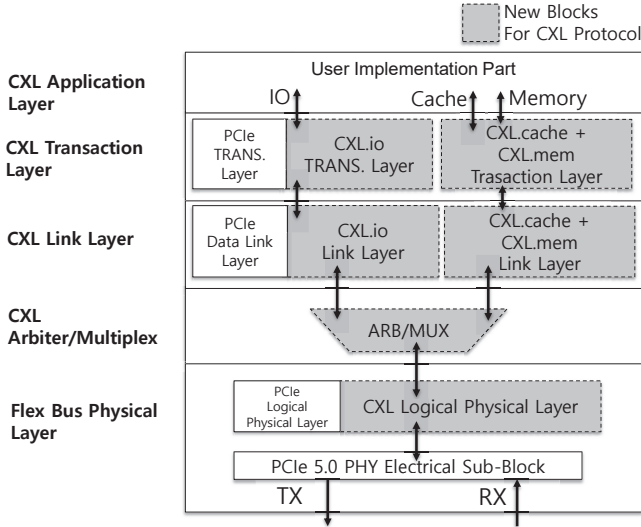 New Blocks
For CXL Protocol
CXL Application
Layer
User Implementation Part
IO
Cache
Memory
CXL Transaction
Layer
PCIe
TRANS.
Layer
CXL.io
TRANS. Layer
CXL.cache +
CXL.mem
Trasaction Layer
CXL Link Layer
PCIe
Data Link
Layer
CXL.io
Link Layer
CXL.cache +
CXL.mem
Link Layer
CXL
Arbiter/Multiplex
ARB/MUX
Flex Bus Physical
Layer
PCIe
Logical
Physical Layer
CXL Logical Physical Layer
PCIe 5.0 PHY Electrical Sub-Block
TX
RX